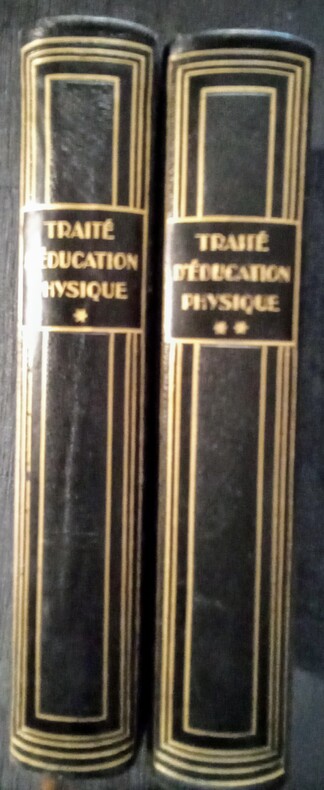 TRAITÉ
D'ÉDUCATION
PHYSIQUE
*
TRAITÉ
D'ÉDUCATION
PHYSIQUE
**